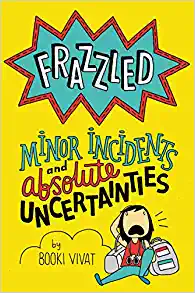 FRAZZLED
MINOR INCIDENTS
and
absolute
UNCERTAINTIES
by
BOOKI VIVAT